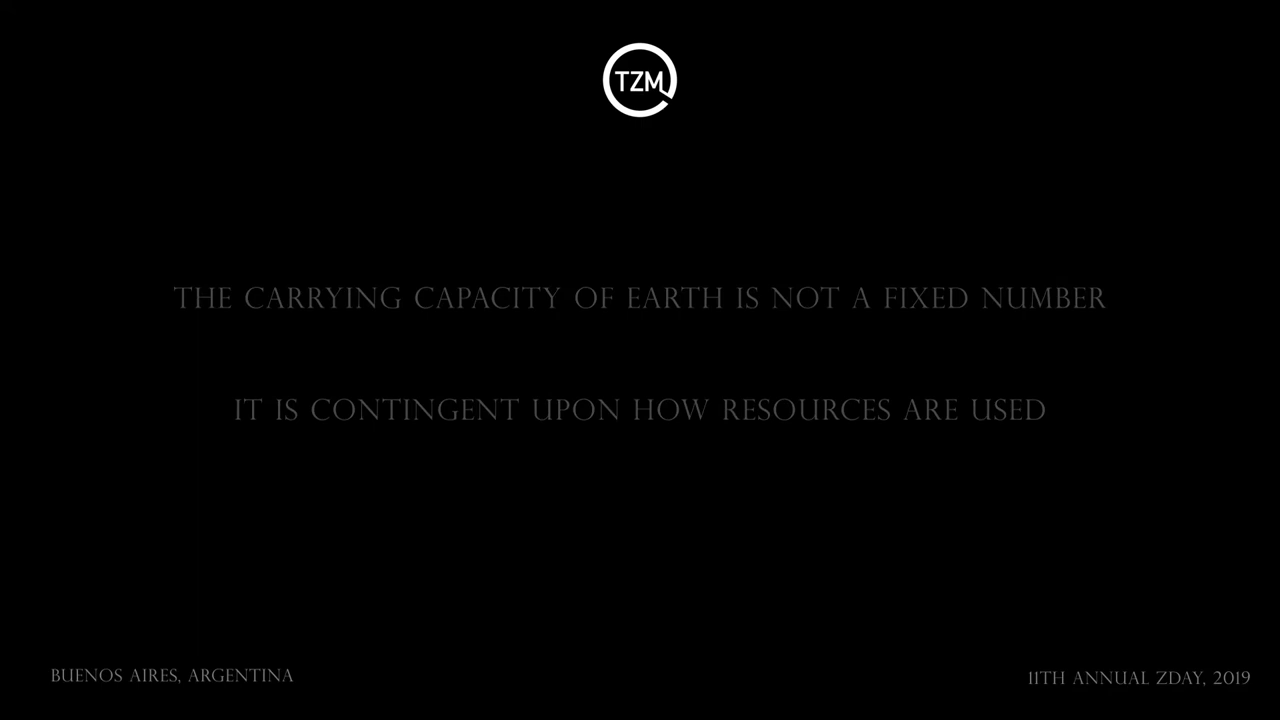 TZM
THE CARRYING CAPACITY OF EARTH IS NOT A FIXED NUMBER
IT IS CONTINGENT UPON HOW RESOURCES ARE USED
BUENOS AIRES, ARGENTINA
11TH ANNUAL ZDAY, 2019